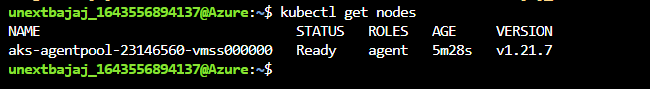 unextbajaj_1643556894137@Azure:~$ kubectl get nodes
NAME STATUS ROLES AGE VERSION
aks-agentpool-23146560-vmss000000 Ready agent 5m28s v1.21.7
unextbajaj_1643556894137@Azure:~$